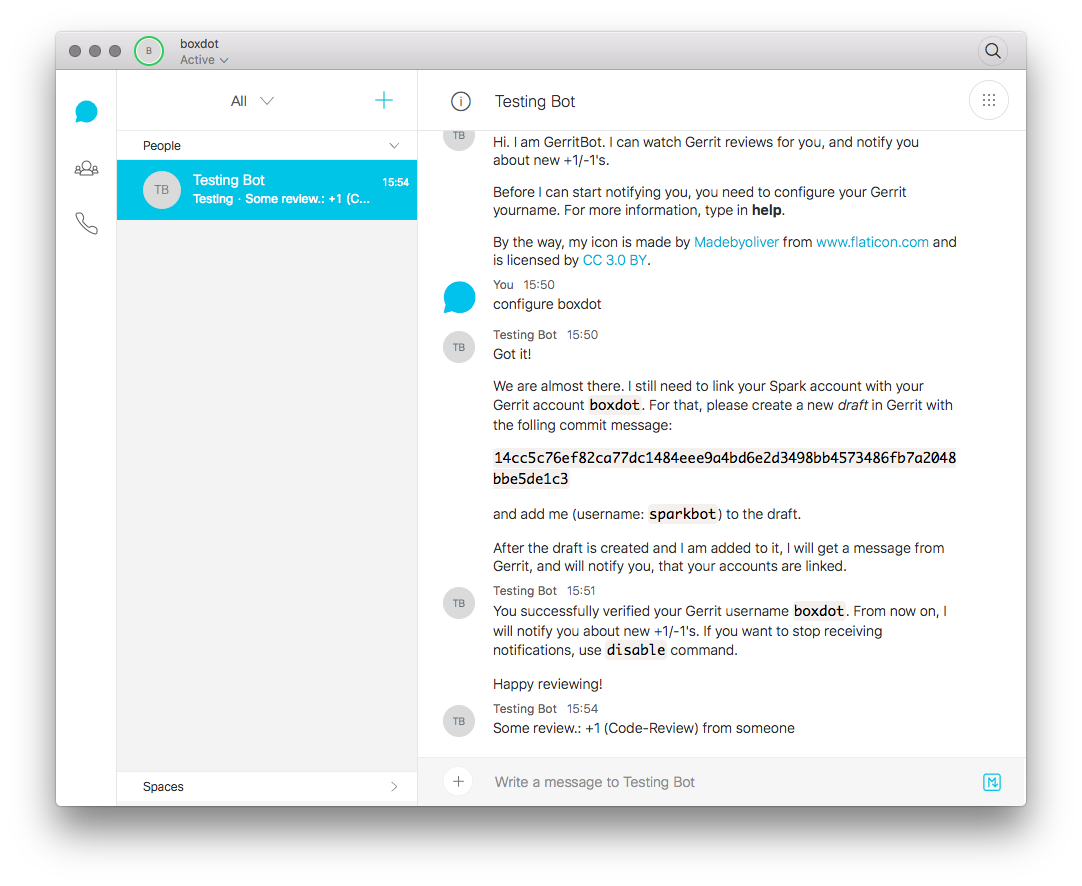 B
boxdot
Active
All
Testing Bot
People
TB
Testing Bot
15:54
Testing · Some review.: +1 (C...
Spaces
TB
Hi. I am GerritBot. I can watch Gerrit reviews for you, and notify you
about new +1/-1's.
Before I can start notifying you, you need to configure your Gerrit
yourname. For more information, type in help.
By the way, my icon is made by Madebyoliver from www.flaticon.com and
is licensed by CC 3.0 BY.
You 15:50
configure boxdot
Testing Bot 15:50
TB
Got it!
We are almost there. I still need to link your Spark account with your
Gerrit account boxdot. For that, please create a new draft in Gerrit with
the folling commit message:
14cc5c76ef82ca77dc1484eee9a4bd6e2d3498bb4573486fb7a2048
bbe5de1c3
and add me (username: sparkbot) to the draft.
After the draft is created and I am added to it, I will get a message from
Gerrit, and will notify you, that your accounts are linked.
Testing Bot 15:51
TB
You successfully verified your Gerrit username boxdot. From now on, I
will notify you about new +1/-1's. If you want to stop receiving
notifications, use disable command.
Happy reviewing!
Testing Bot 15:54
TB
Some review.: +1 (Code-Review) from someone
Write a message to Testing Bot